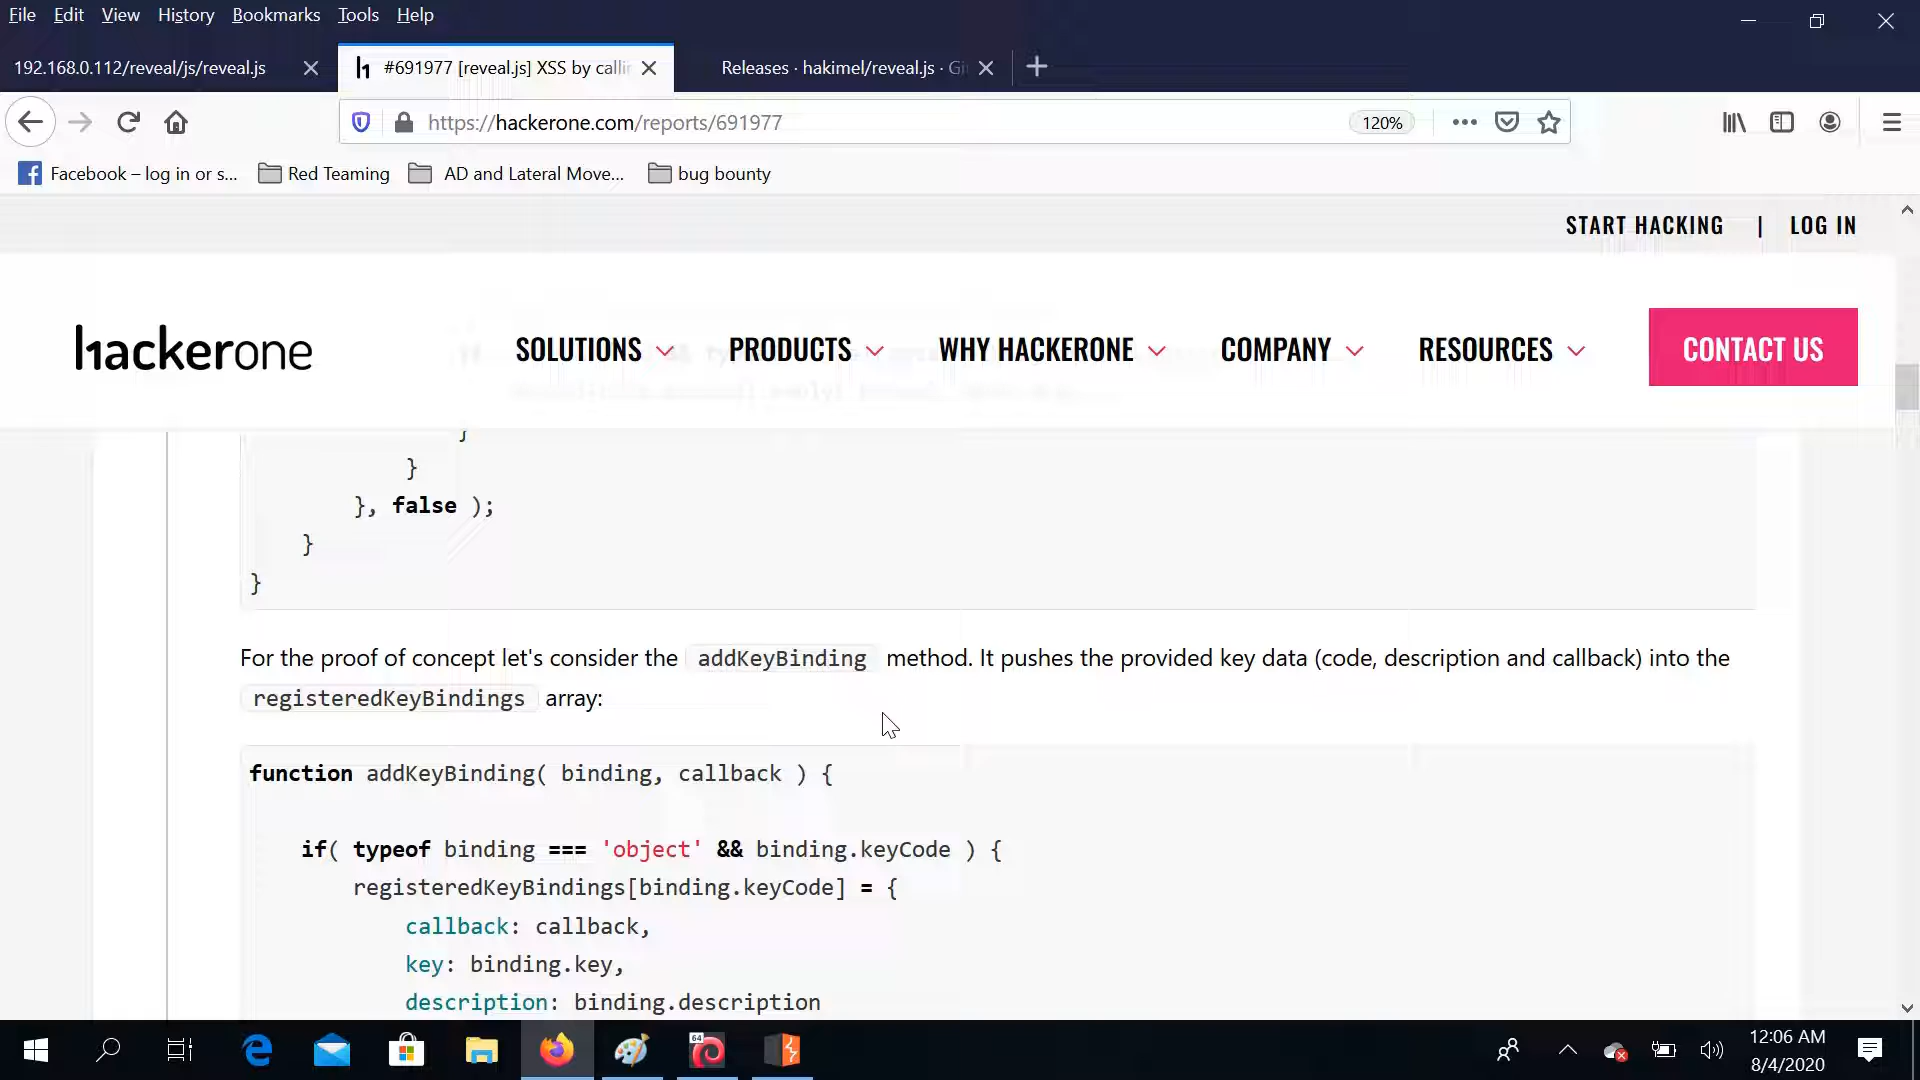 File Edit View History Bookmarks Tools Help
192.168.0.112/reveal/js/reveal.js
#691977 [reveal.js] XSS by callin
Releases · hakimel/reveal.js · Gi
https://hackerone.com/reports/691977
120%
Facebook – log in or s...
Red Teaming
AD and Lateral Move...
bug bounty
START HACKING | LOG IN
hackerone
SOLUTIONS
PRODUCTS
WHY HACKERONE
COMPANY
RESOURCES
CONTACT US
}
}
}, false );
}
}
For the proof of concept let's consider the addKeyBinding method. It pushes the provided key data (code, description and callback) into the
registeredKeyBindings array:
function addKeyBinding( binding, callback ) {
if( typeof binding === 'object' && binding.keyCode ) {
registeredKeyBindings[binding.keyCode] = {
callback: callback,
key: binding.key,
description: binding.description
64
12:06 AM
8/4/2020